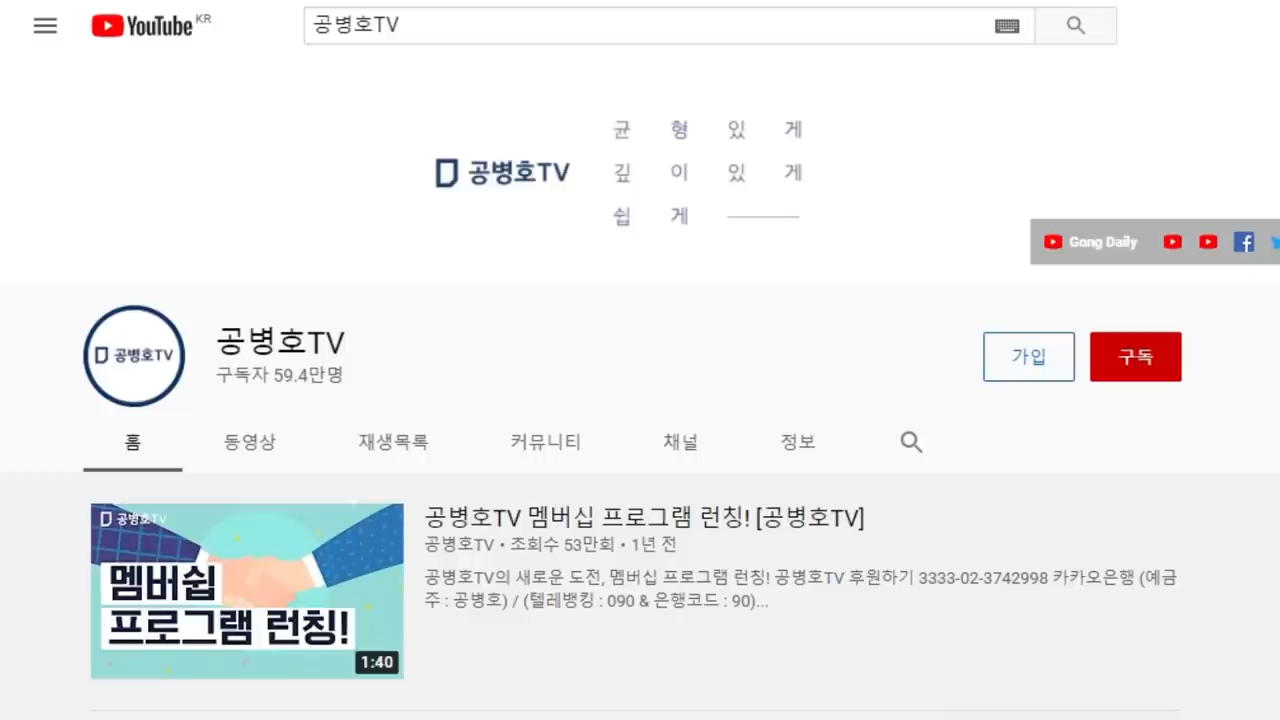 YouTube KR
공병호TV
균 형 있 게
공병호TV
깊 이 있 게
쉽 게
Gong Daily
공병호TV
공병호TV
구독자 59.4만명
가입
구독
홈 동영상 재생목록 커뮤니티 채널 정보
공병호TV
멤버쉽
프로그램 런칭!
1:40
공병호TV 멤버십 프로그램 런칭! [공병호TV]
공병호TV • 조회수 53만회 • 1년 전
공병호TV의 새로운 도전, 멤버십 프로그램 런칭! 공병호TV 후원하기 3333-02-3742998 카카오은행 (예금
주 : 공병호) / (텔레뱅킹 : 090 & 은행코드 : 90)...